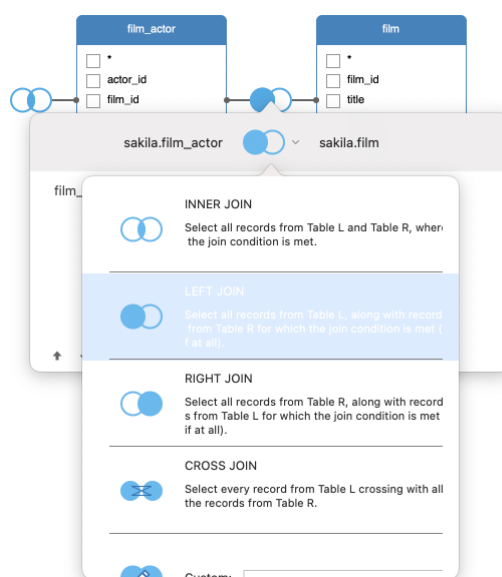 film_actor
film
*
actor_id
film_id
*
film_id
title
sakila.film_actor
sakila.film
film_
INNER JOIN
Select all records from Table L and Table R, where
the join condition is met.
LEFT JOIN
Select all records from Table L, along with record
from Table R for which the join condition is met (
f at all).
RIGHT JOIN
Select all records from Table R, along with record
s from Table L for which the join condition is met
if at all).
CROSS JOIN
Select every record from Table L crossing with all
the records from Table R.
Custom: